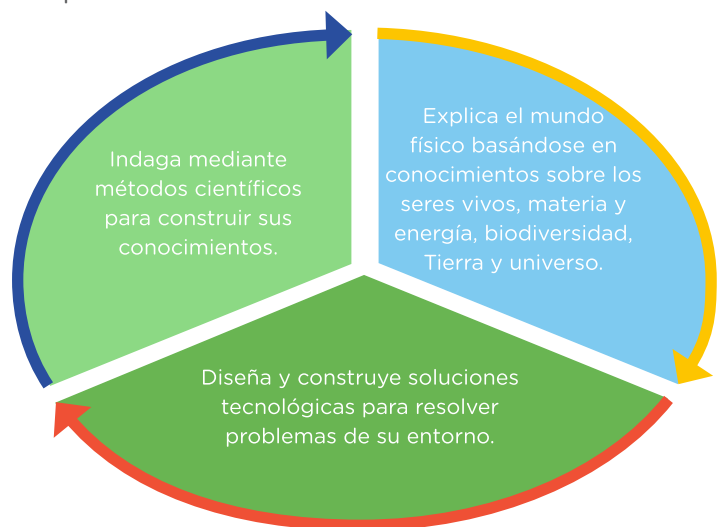 Indaga mediante
métodos científicos
para construir sus
conocimientos.
Explica el mundo
físico basándose en
conocimientos sobre los
seres vivos, materia y
energía, biodiversidad,
Tierra y universo.
Diseña y construye soluciones
tecnológicas para resolver
problemas de su entorno.